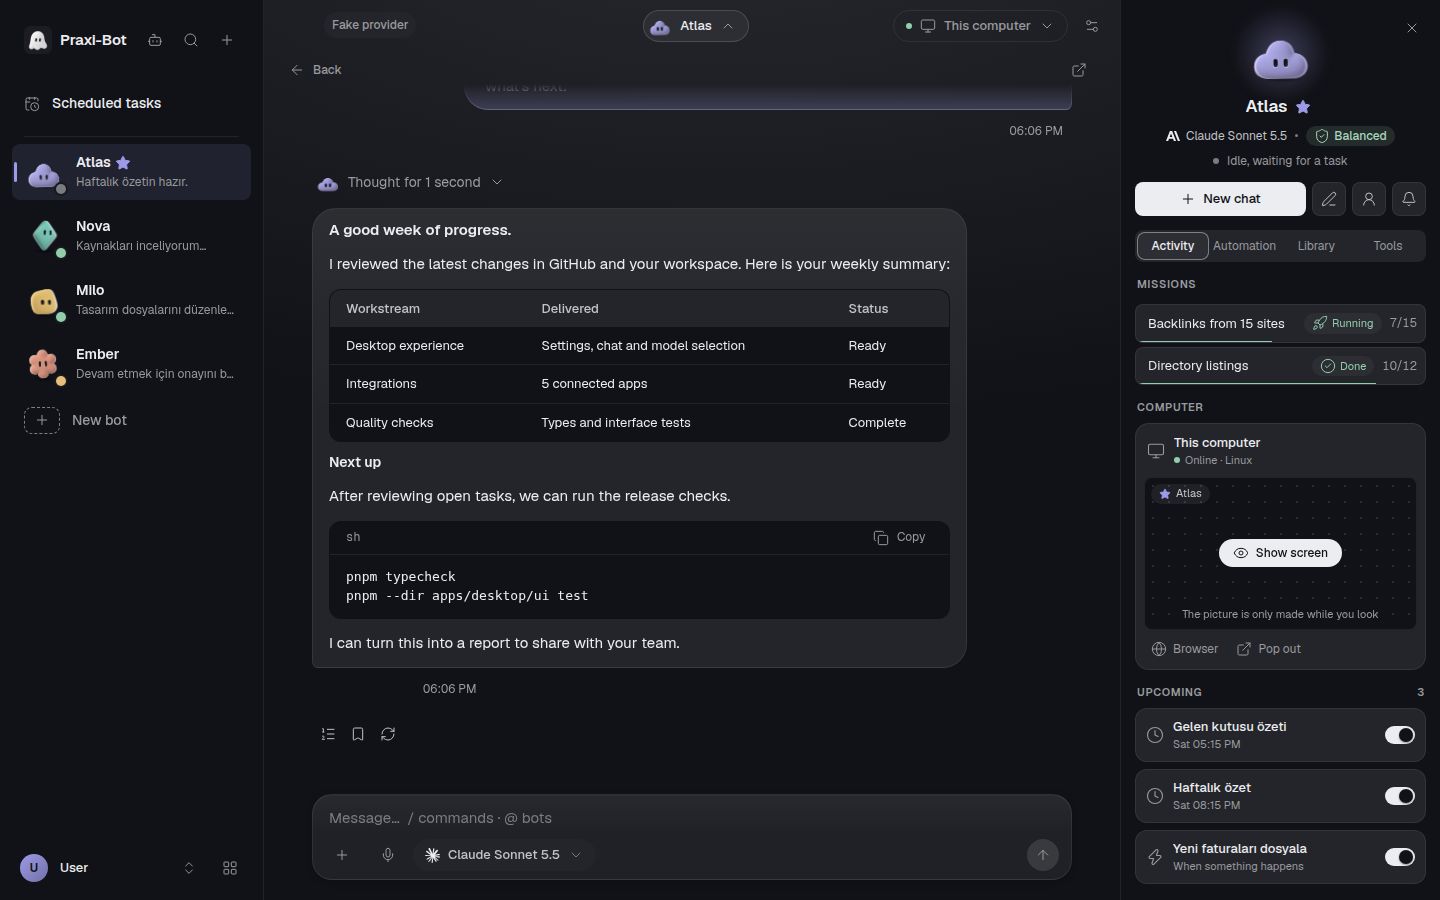 Praxi-Bot
Scheduled tasks
Atlas
Haftalık özetin hazır.
Nova
Kaynakları inceliyorum…
Milo
Tasarım dosyalarını düzenle…
Ember
Devam etmek için onayını b…
New bot
U
User
Fake provider
Atlas
This computer
Back
what's next.
06:06 PM
Thought for 1 second
A good week of progress.
I reviewed the latest changes in GitHub and your workspace. Here is your weekly summary:
Workstream Delivered Status
Desktop experience Settings, chat and model selection Ready
Integrations 5 connected apps Ready
Quality checks Types and interface tests Complete
Next up
After reviewing open tasks, we can run the release checks.
sh Copy
pnpm typecheck
pnpm --dir apps/desktop/ui test
I can turn this into a report to share with your team.
06:06 PM
Message… / commands · @ bots
Claude Sonnet 5.5
Atlas
Claude Sonnet 5.5 • Balanced
Idle, waiting for a task
New chat
Activity Automation Library Tools
MISSIONS
Backlinks from 15 sites Running 7/15
Directory listings Done 10/12
COMPUTER
This computer
Online · Linux
Atlas
Show screen
The picture is only made while you look
Browser Pop out
UPCOMING 3
Gelen kutusu özeti
Sat 05:15 PM
Haftalık özet
Sat 08:15 PM
Yeni faturaları dosyala
When something happens